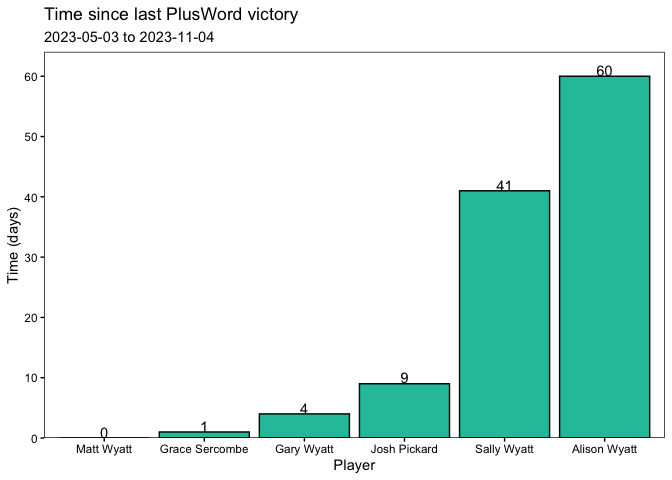 Time since last PlusWord victory
2023-05-03 to 2023-11-04
Time (days)
60
50
40
30
20
10
0
0
1
4
9
41
60
Matt Wyatt
Grace Sercombe
Gary Wyatt
Josh Pickard
Sally Wyatt
Alison Wyatt
Player